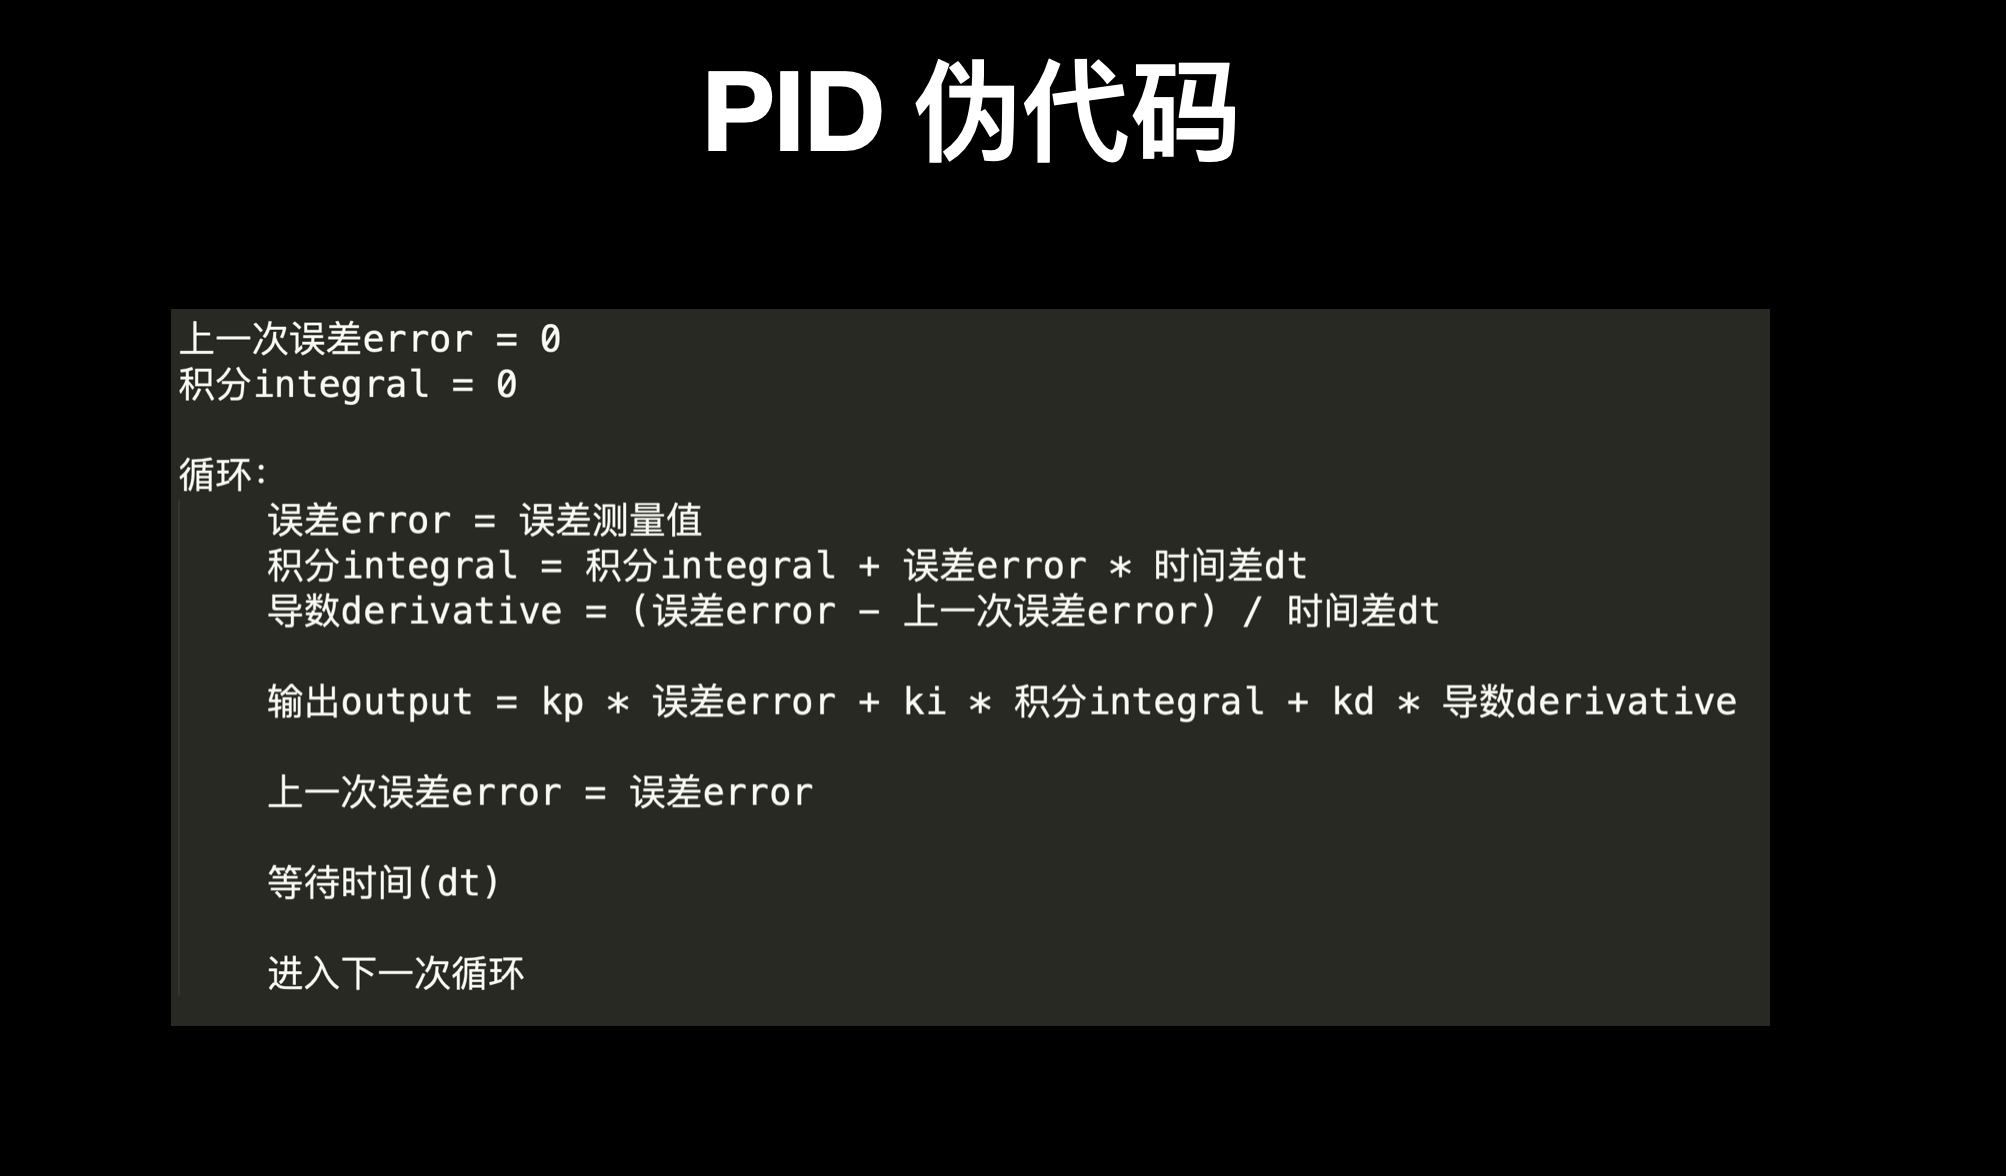 PID 伪代码
上一次误差error = 0
积分integral = 0
循环:
误差error = 误差测量值
积分integral = 积分integral + 误差error * 时间差dt
导数derivative = (误差error - 上一次误差error) / 时间差dt
输出output = kp * 误差error + ki * 积分integral + kd * 导数derivative
上一次误差error = 误差error
等待时间(dt)
进入下一次循环